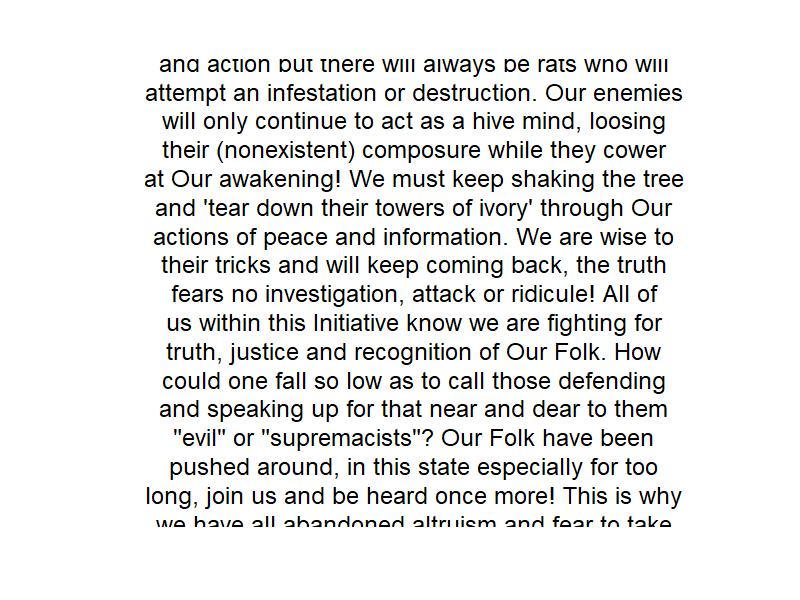 and action but there will always be rats who will
attempt an infestation or destruction. Our enemies
will only continue to act as a hive mind, loosing
their (nonexistent) composure while they cower
at Our awakening! We must keep shaking the tree
and 'tear down their towers of ivory' through Our
actions of peace and information. We are wise to
their tricks and will keep coming back, the truth
fears no investigation, attack or ridicule! All of
us within this Initiative know we are fighting for
truth, justice and recognition of Our Folk. How
could one fall so low as to call those defending
and speaking up for that near and dear to them
"evil" or "supremacists"? Our Folk have been
pushed around, in this state especially for too
long, join us and be heard once more! This is why
we have all abandoned altruism and fear to take